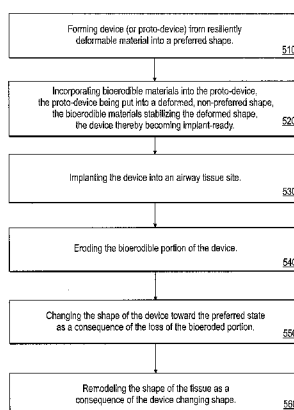 Forming device (or proto-device) from resiliently
deformable material into a preferred shape.
510
Incorporating bioerodible materials into the proto-device,
the proto-device being put into a deformed, non-preferred shape,
the bioerodible materials stabilizing the deformed shape,
the device thereby becoming implant-ready.
520
Implanting the device into an airway tissue site.
530
Eroding the bioerodible portion of the device.
540
Changing the shape of the device toward the preferred state
as a consequence of the loss of the bioeroded portion.
550
Remodeling the shape of the tissue as a
consequence of the device changing shape.
560